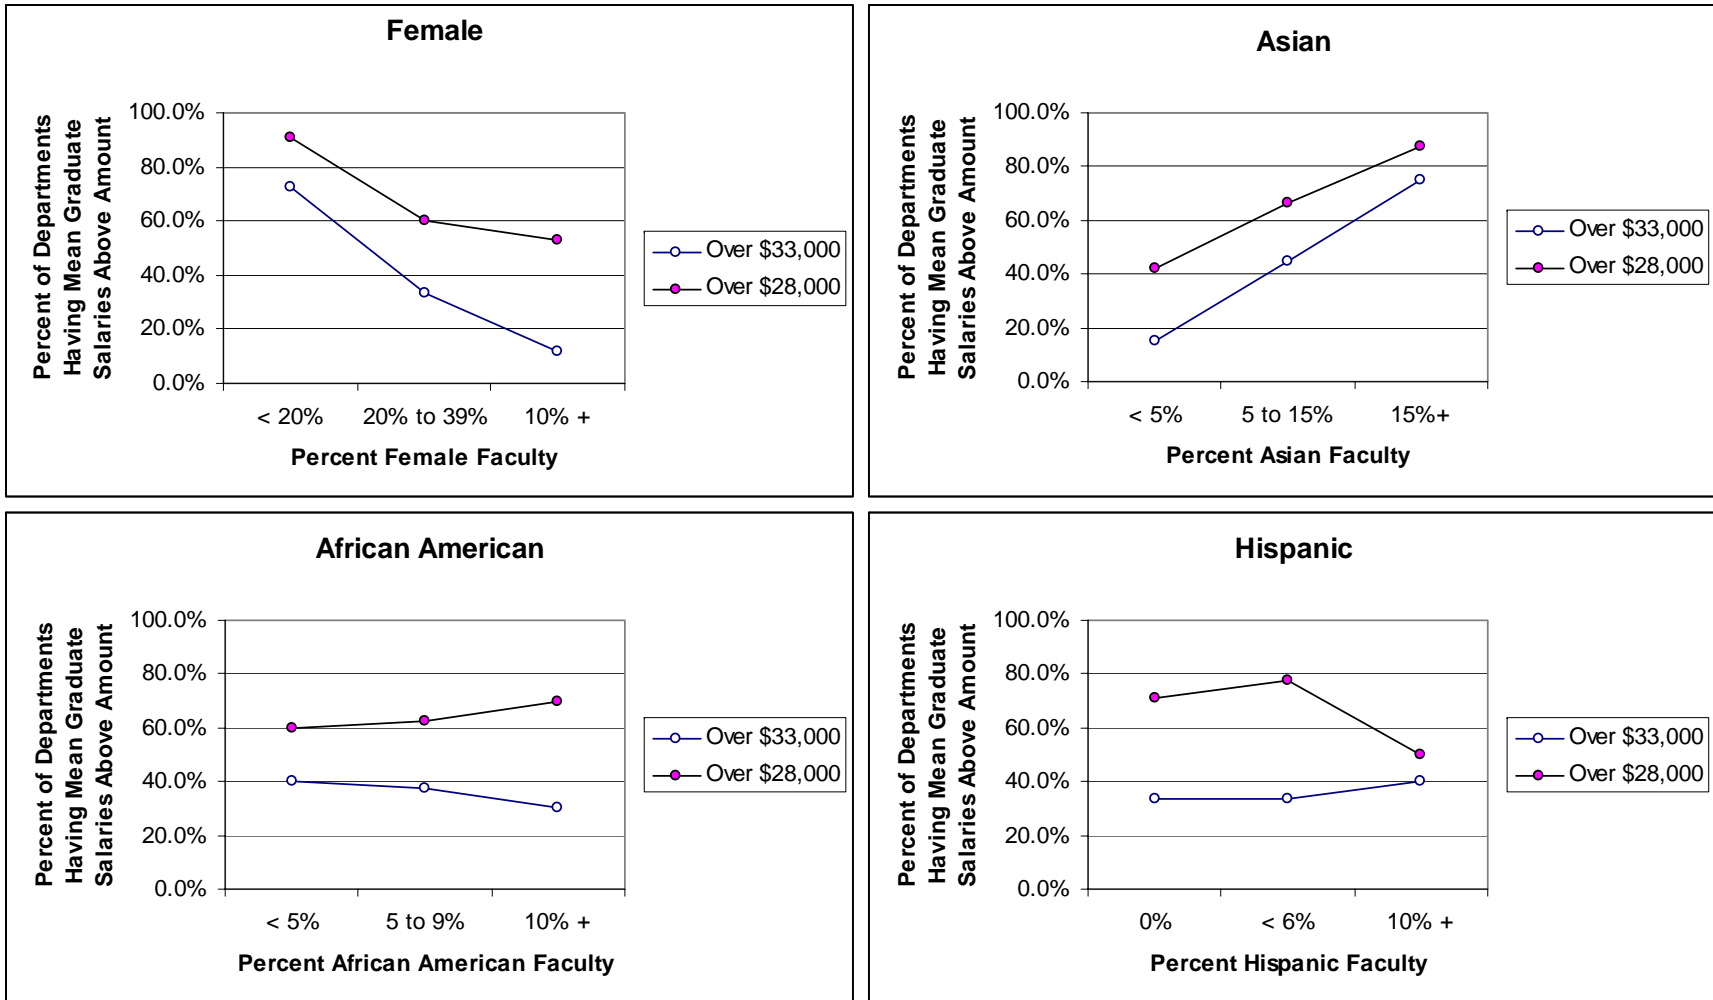 Female
Percent of Departments
Having Mean Graduate
Salaries Above Amount
100.0%
80.0%
60.0%
40.0%
20.0%
0.0%
< 20%
20% to 39%
10% +
Percent Female Faculty
Over $33,000
Over $28,000
Asian
Percent of Departments
Having Mean Graduate
Salaries Above Amount
100.0%
80.0%
60.0%
40.0%
20.0%
0.0%
< 5%
5 to 15%
15%+
Percent Asian Faculty
Over $33,000
Over $28,000
African American
Percent of Departments
Having Mean Graduate
Salaries Above Amount
100.0%
80.0%
60.0%
40.0%
20.0%
0.0%
< 5%
5 to 9%
10% +
Percent African American Faculty
Over $33,000
Over $28,000
Hispanic
Percent of Departments
Having Mean Graduate
Salaries Above Amount
100.0%
80.0%
60.0%
40.0%
20.0%
0.0%
0%
< 6%
10% +
Percent Hispanic Faculty
Over $33,000
Over $28,000